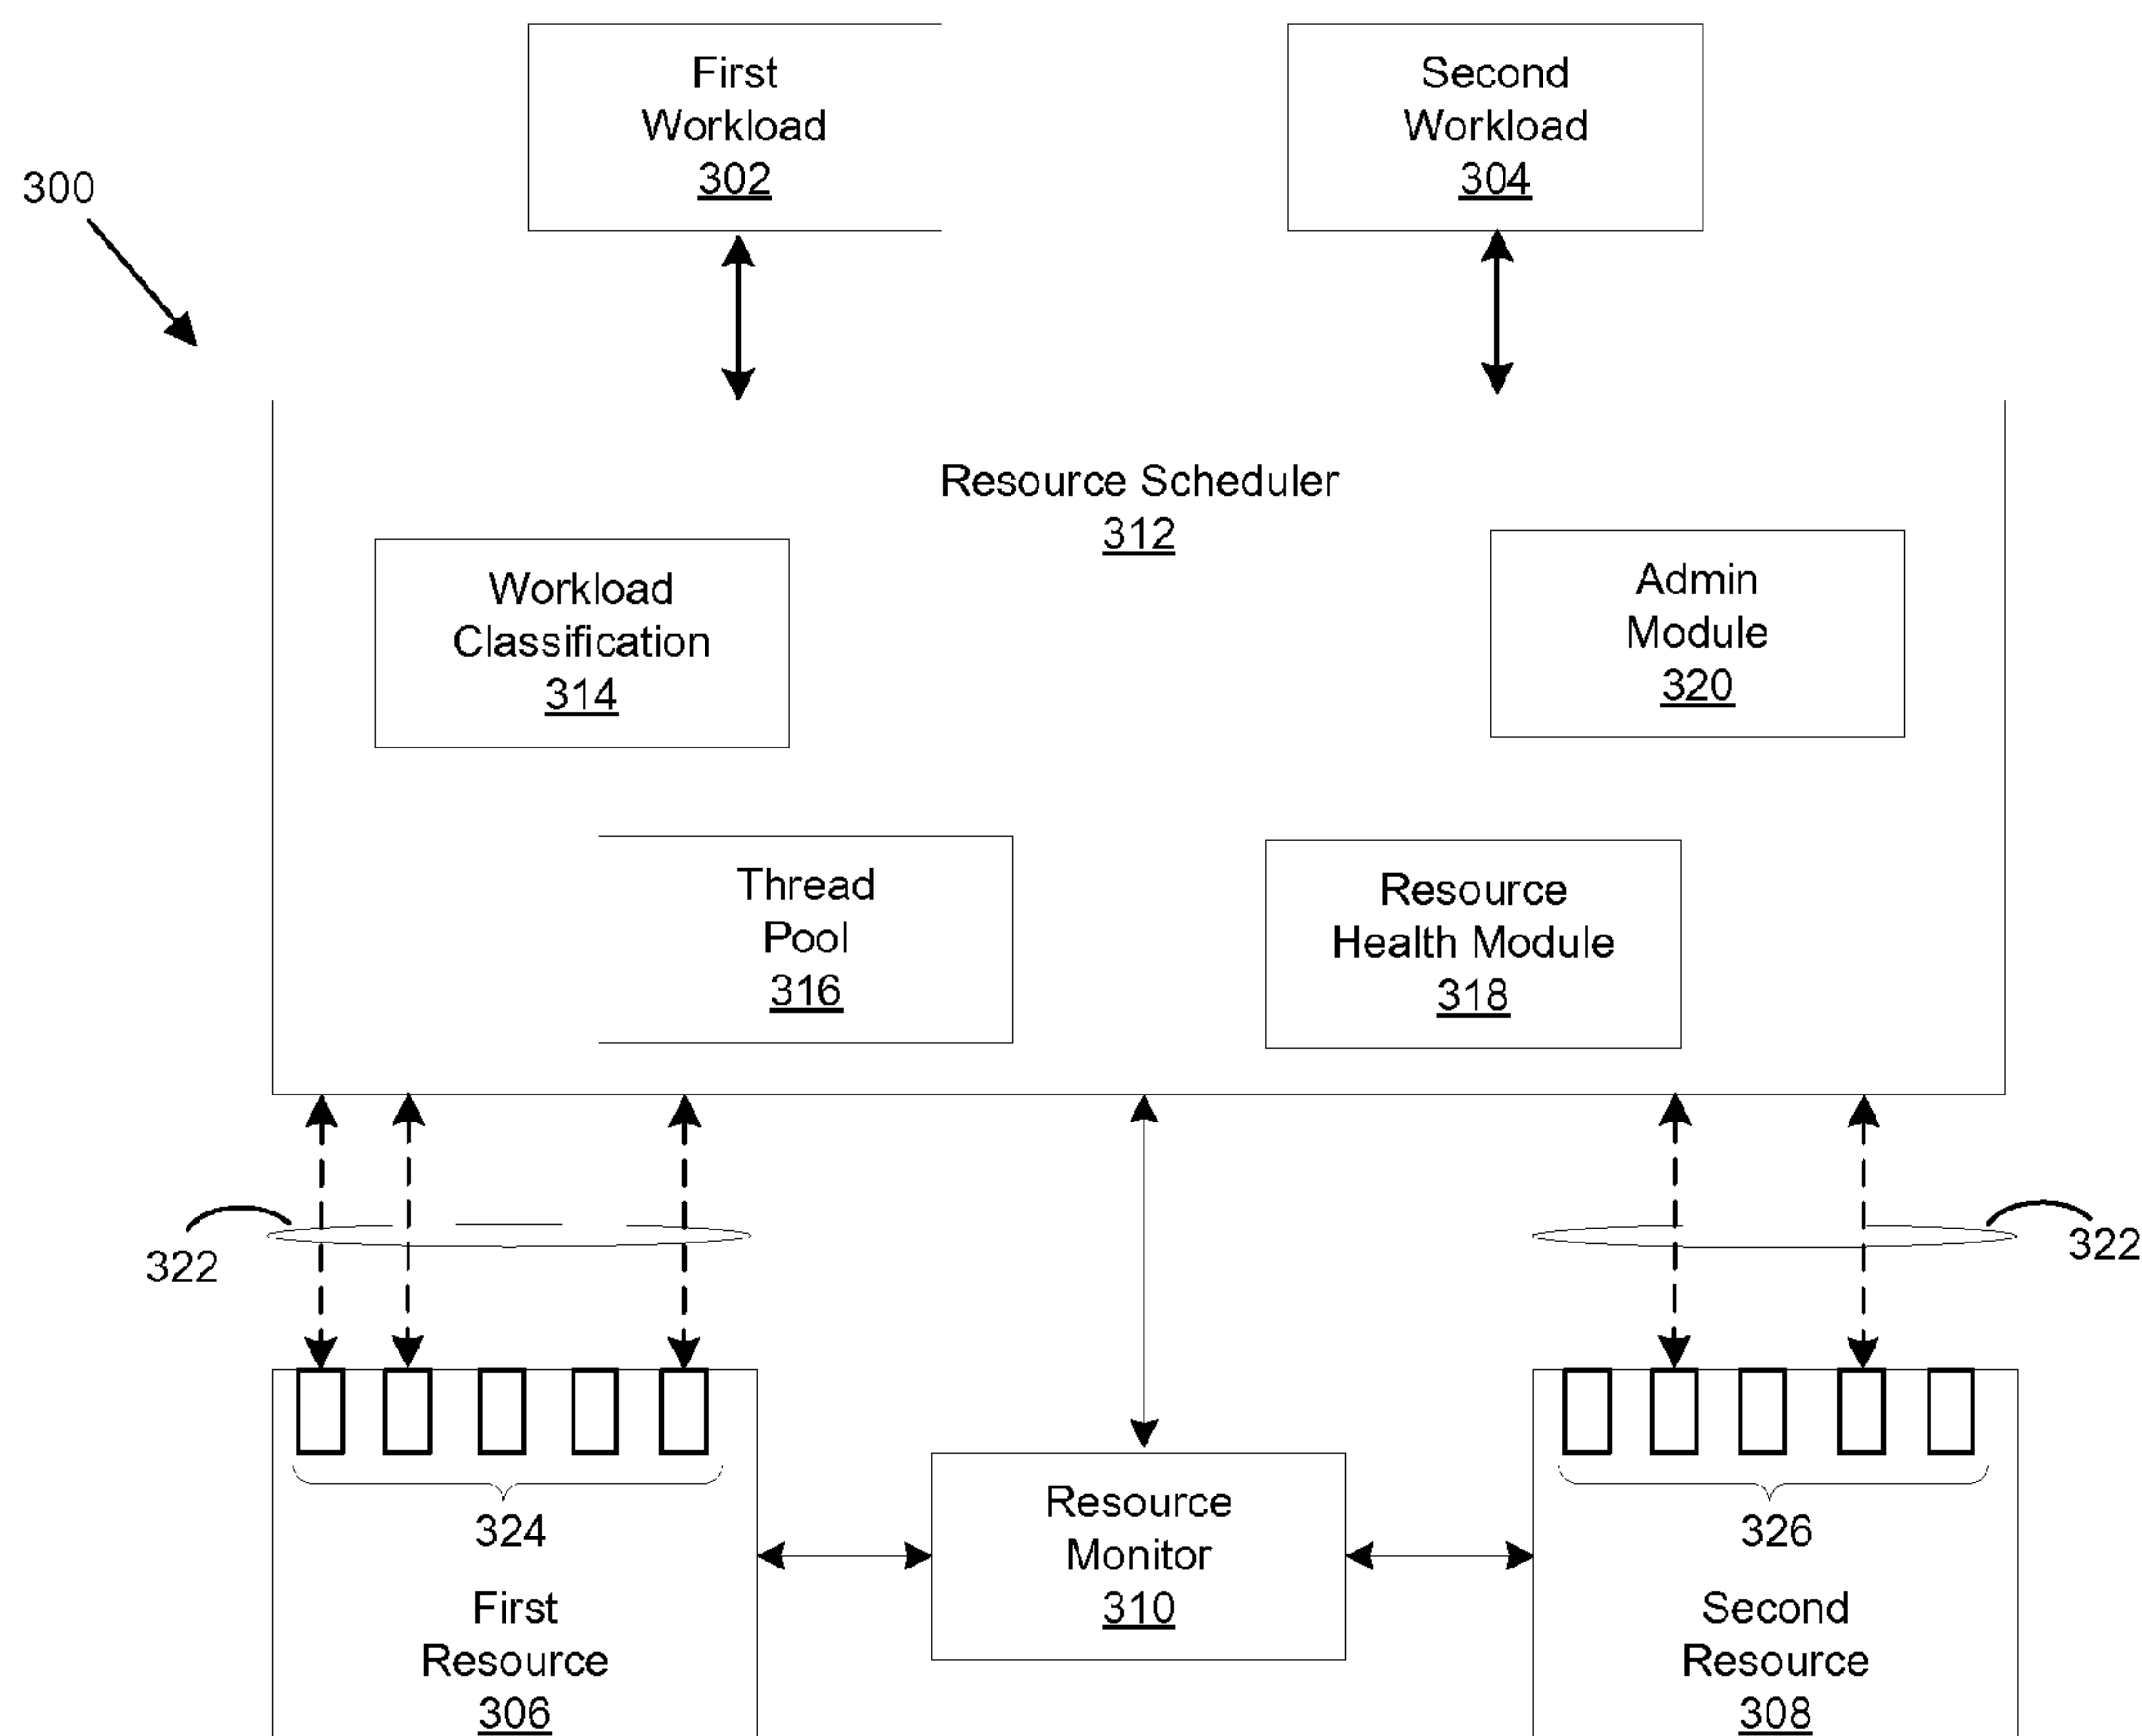 First
Workload
302
Second
Workload
304
300
Resource Scheduler
312
Workload
Classification
314
Admin
Module
320
Thread
Pool
316
Resource
Health Module
318
322
322
324
First
Resource
306
Resource
Monitor
310
326
Second
Resource
308